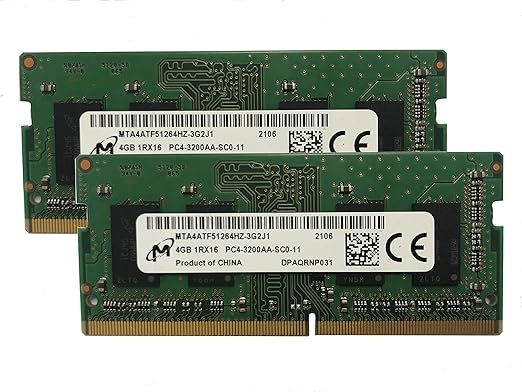 MTA4ATF51264HZ-3G2J1 2106
4GB 1RX16 PC4-3200AA-SC0-11
CE
MTA4ATF51264HZ-3G2J1 2106
4GB 1RX16 PC4-3200AA-SC0-11
Product of CHINA DPAQRNP031
CE